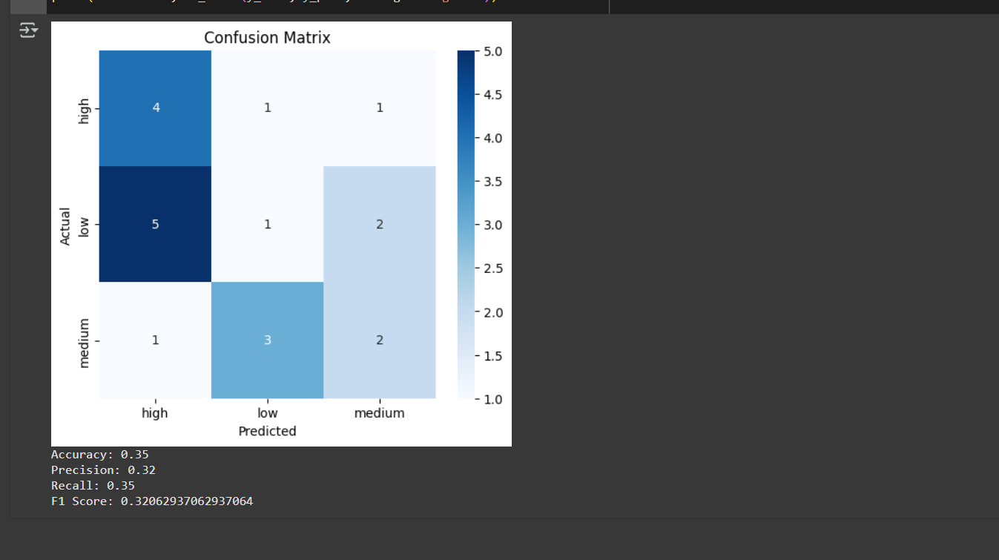 Confusion Matrix
high 4 1 1
Actual
low 5 1 2
medium 1 3 2
high low medium
Predicted
5.0
4.5
4.0
3.5
3.0
2.5
2.0
1.5
1.0
Accuracy: 0.35
Precision: 0.32
Recall: 0.35
F1 Score: 0.32062937062937064